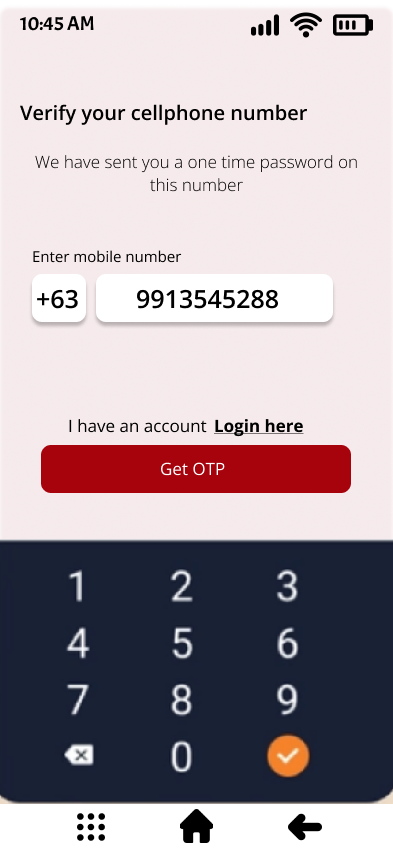 10:45 AM
Verify your cellphone number
We have sent you a one time password on
this number
Enter mobile number
+63 9913545288
I have an account Login here
Get OTP
1 2 3
4 5 6
7 8 9
0